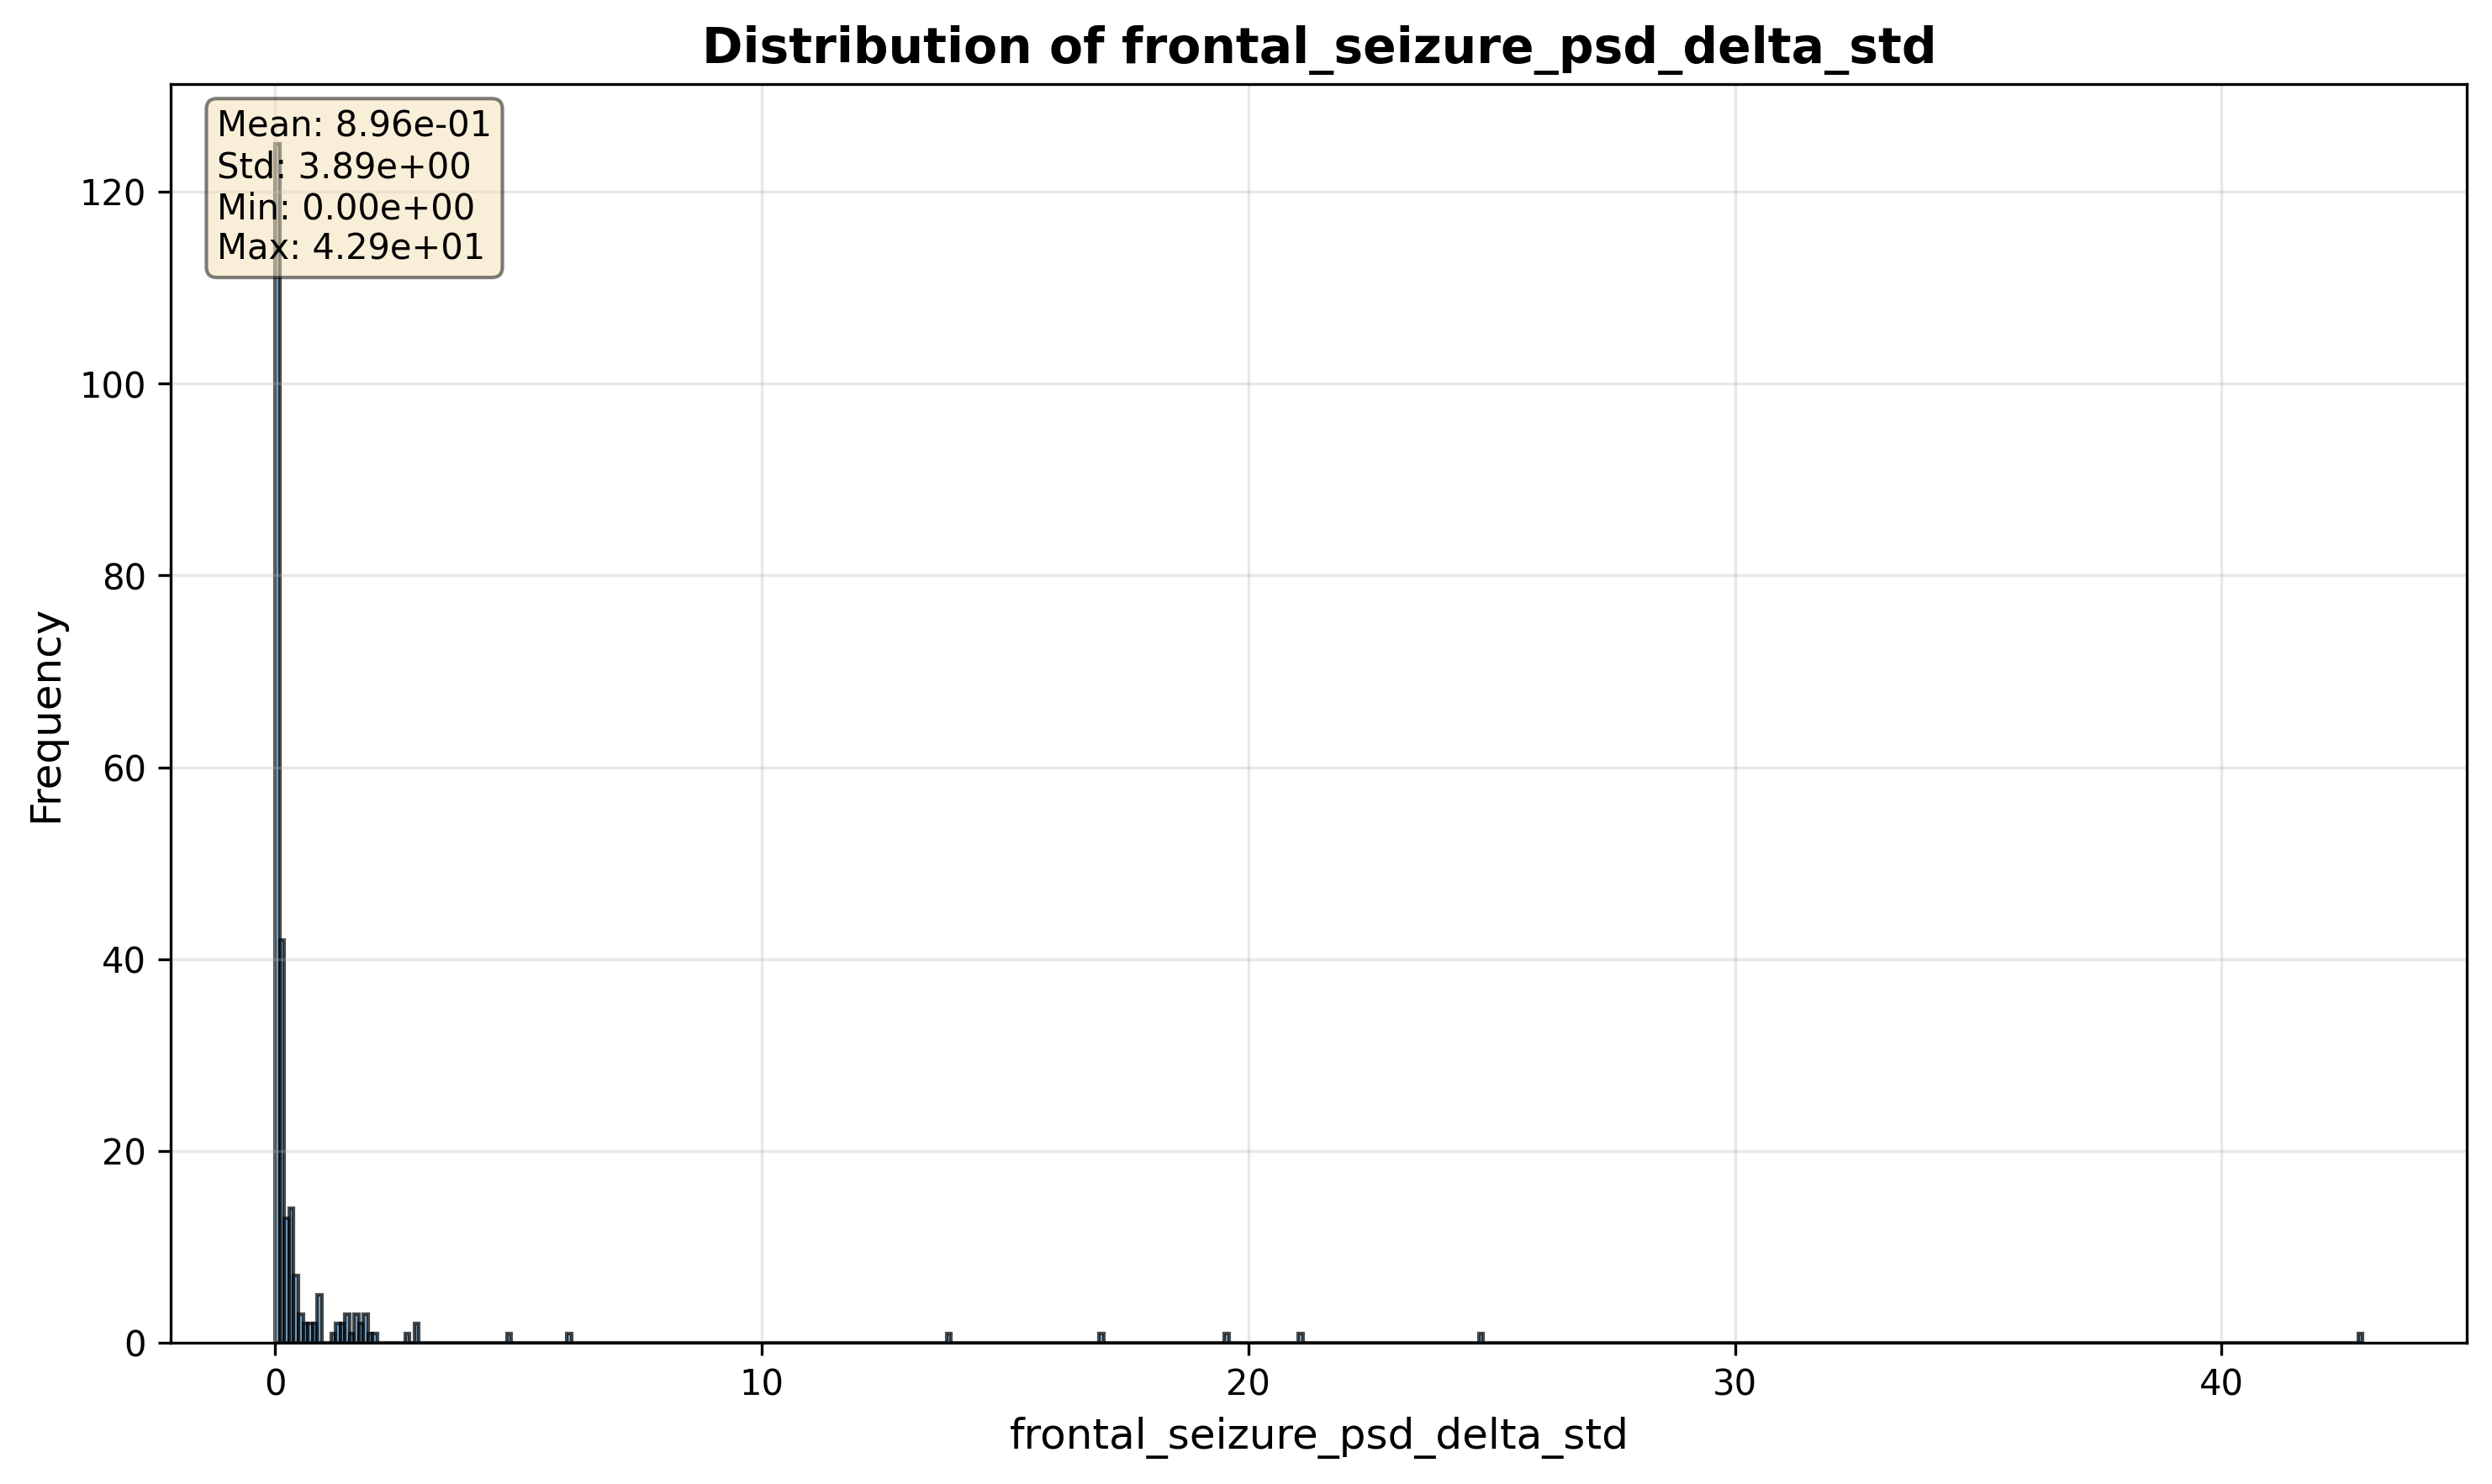 Distribution of frontal_seizure_psd_delta_std
Mean: 8.96e-01
Std: 3.89e+00
Min: 0.00e+00
Max: 4.29e+01
120
100
80
60
40
20
0
Frequency
0 10 20 30 40
frontal_seizure_psd_delta_std